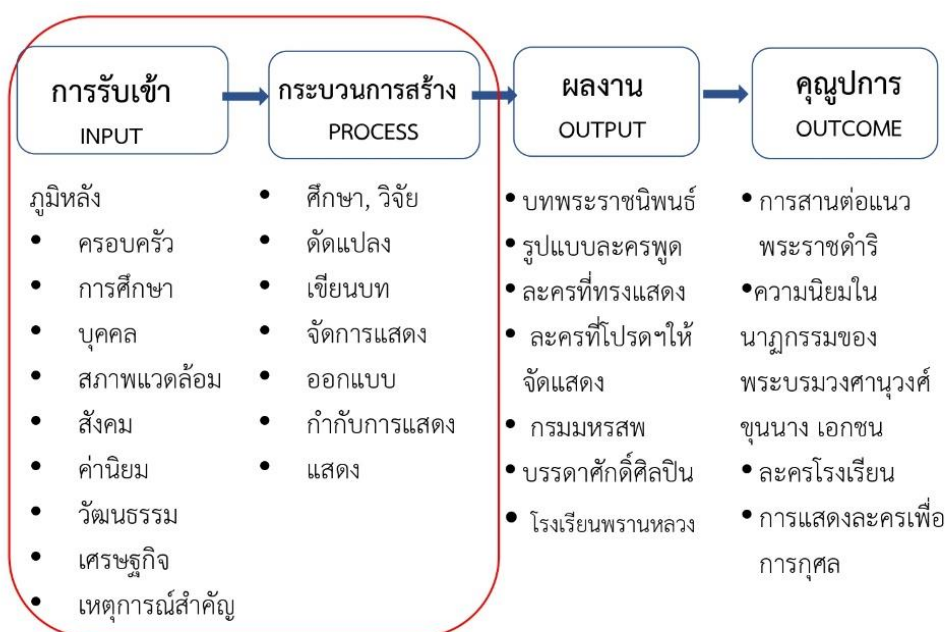 การรับเข้า
INPUT
กระบวนการสร้าง
PROCESS
ผลงาน
OUTPUT
คุณูปการ
OUTCOME
ภูมิหลัง
• ครอบครัว
• การศึกษา
• บุคคล
• สภาพแวดล้อม
• สังคม
• ค่านิยม
• วัฒนธรรม
• เศรษฐกิจ
• เหตุการณ์สำคัญ
• ศึกษา, วิจัย
• ดัดแปลง
• เขียนบท
• จัดการแสดง
• ออกแบบ
• กำกับการแสดง
• แสดง
• บทพระราชนิพนธ์
• รูปแบบละครพูด
• ละครที่ทรงแสดง
• ละครที่โปรดฯให้
จัดแสดง
• กรมมหรสพ
• บรรดาศักดิ์ศิลปิน
• โรงเรียนพรานหลวง
• การสานต่อแนว
พระราชดำริ
• ความนิยมใน
นาฏกรรมของ
พระบรมวงศานุวงศ์
ขุนนาง เอกชน
• ละครโรงเรียน
• การแสดงละครเพื่อ
การกุศล